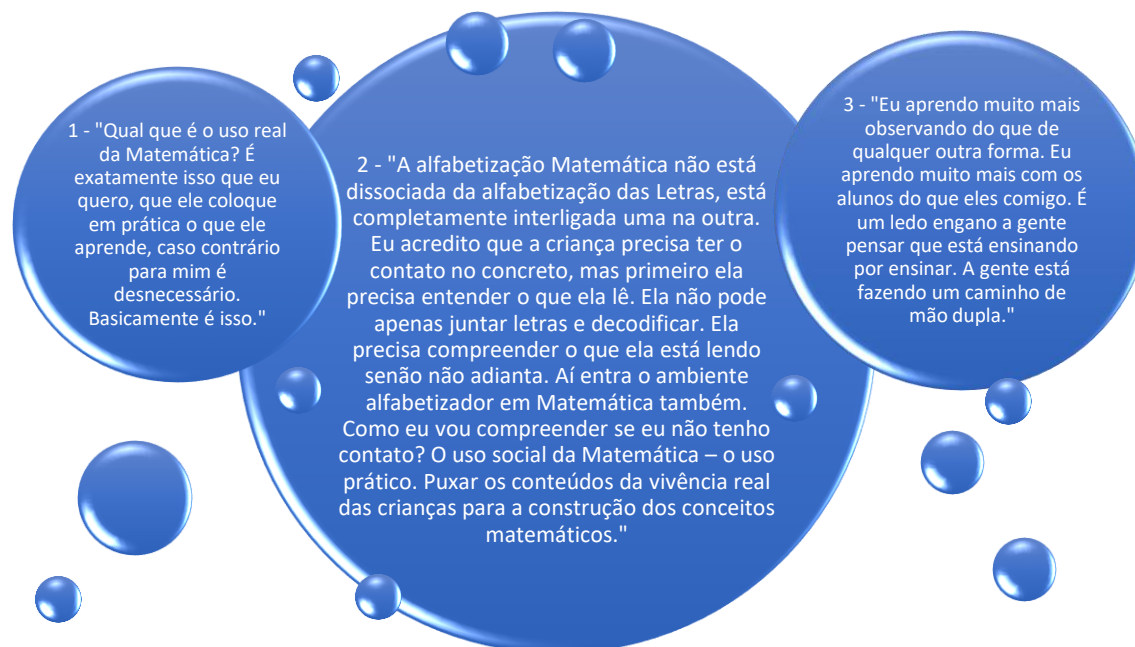 1 - "Qual que é o uso real
da Matemática? É
exatamente isso que eu
quero, que ele coloque
em prática o que ele
aprende, caso contrário
para mim é
desnecessário.
Basicamente é isso."
2 - "A alfabetização Matemática não está
dissociada da alfabetização das Letras, está
completamente interligada uma na outra.
Eu acredito que a criança precisa ter o
contato no concreto, mas primeiro ela
precisa entender o que ela lê. Ela não pode
apenas juntar letras e decodificar. Ela
precisa compreender o que ela está lendo
senão não adianta. Aí entra o ambiente
alfabetizador em Matemática também.
Como eu vou compreender se eu não tenho
contato? O uso social da Matemática – o uso
prático. Puxar os conteúdos da vivência real
das crianças para a construção dos conceitos
matemáticos."
3 - "Eu aprendo muito mais
observando do que de
qualquer outra forma. Eu
aprendo muito mais com os
alunos do que eles comigo. É
um ledo engano a gente
pensar que está ensinando
por ensinar. A gente está
fazendo um caminho de
mão dupla."